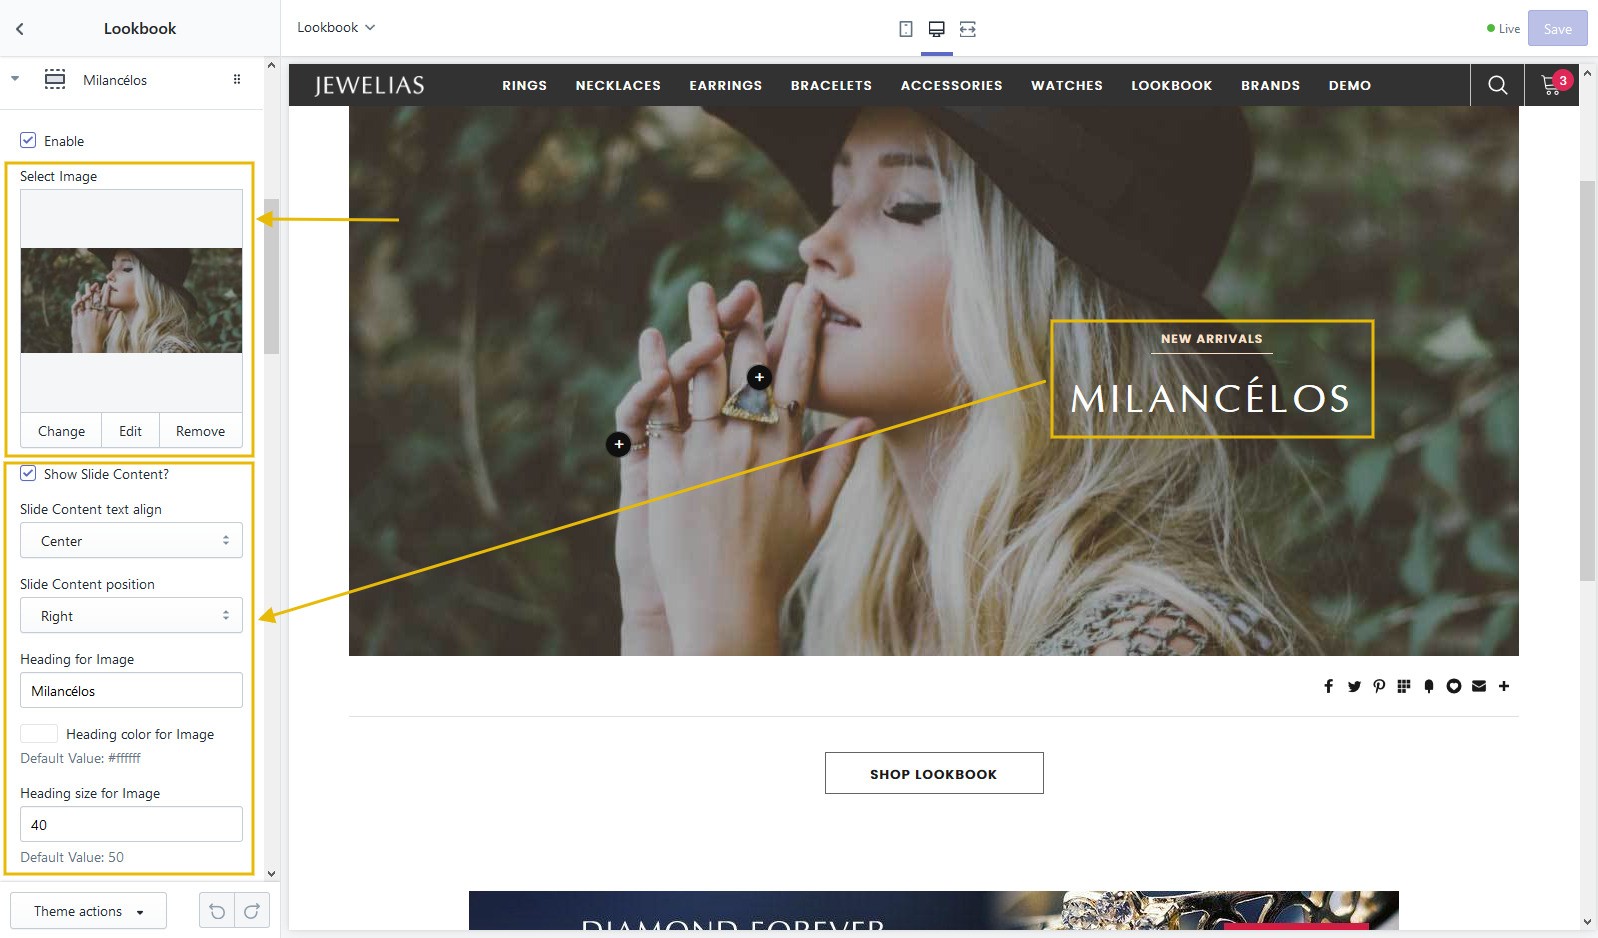 Lookbook
Milancélos
Enable
Select Image
Change Edit Remove
Show Slide Content?
Slide Content text align
Center
Slide Content position
Right
Heading for Image
Milancélos
Heading color for Image
Default Value: #ffffff
Heading size for Image
40
Default Value: 50
Theme actions
Lookbook
Live Save
JEWELIAS RINGS NECKLACES EARRINGS BRACELETS ACCESSORIES WATCHES LOOKBOOK BRANDS DEMO 3
NEW ARRIVALS
MILANCÉLOS
SHOP LOOKBOOK
DIAMOND FOREVER